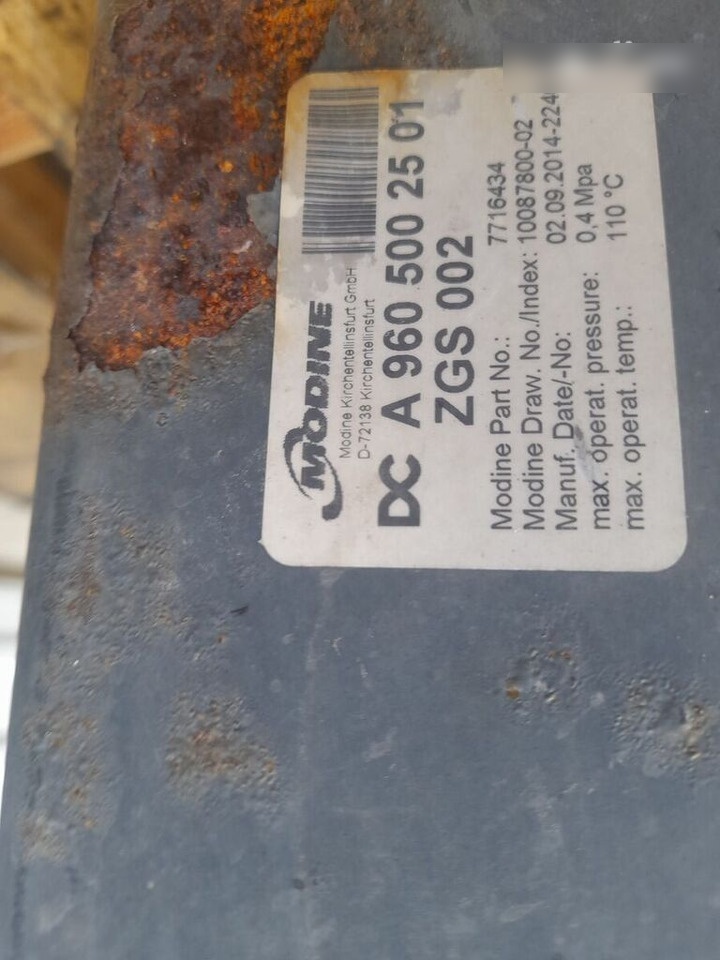 MODINE
Modine Kirchentellinsfurt GmbH
D-72138 Kirchentellinsfurt
DC A 960 500 25 01
ZGS 002
Modine Part No.: 7716434
Modine Draw. No./Index: 10087800-02
Manuf. Date/-No: 02.09.2014-224
max. operat. pressure: 0,4 Mpa
max. operat. temp.: 110 °C